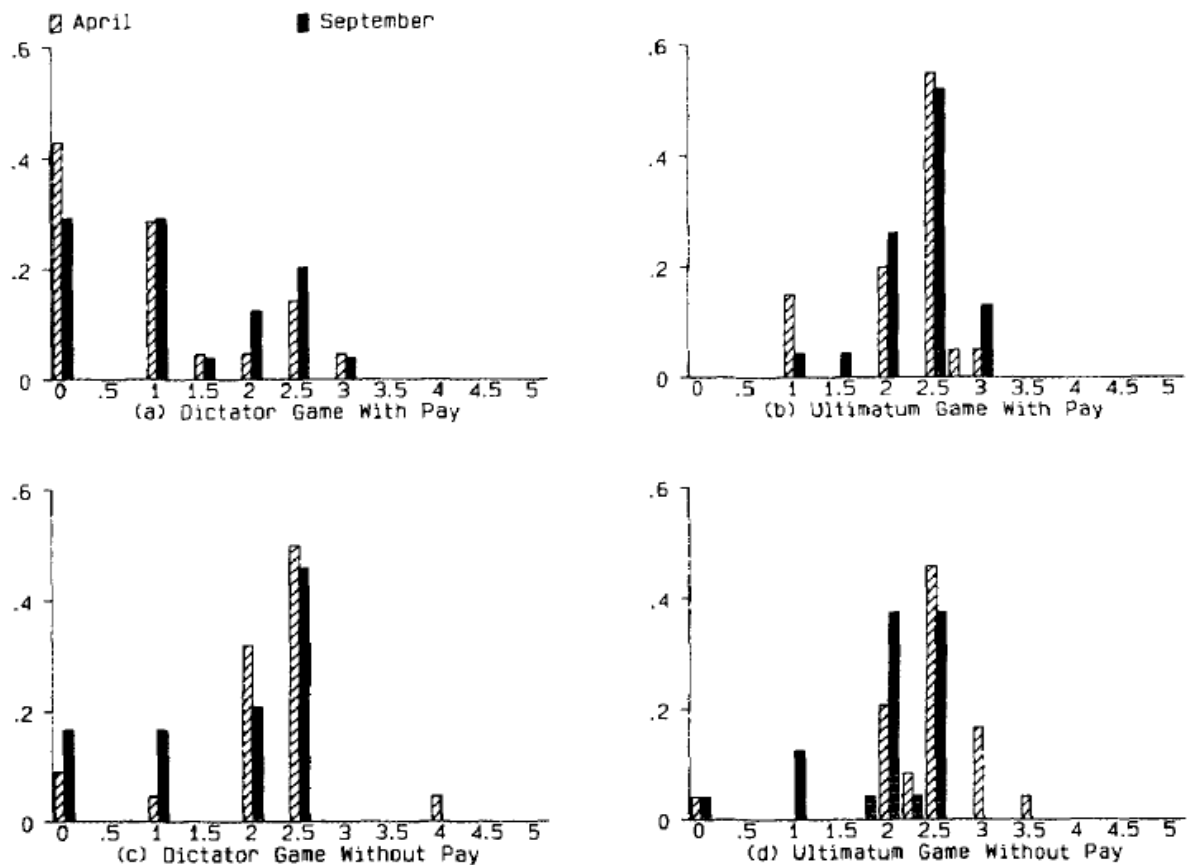 April September
.6
.4
.2
0
0 .5 1 1.5 2 2.5 3 3.5 4 4.5 5
(a) Dictator Game With Pay
.6
.4
.2
0
0 .5 1 1.5 2 2.5 3 3.5 4 4.5 5
(b) Ultimatum Game With Pay
.6
.4
.2
0
0 1 1.5 2 2.5 3 3.5 4 4.5 5
(c) Dictator Game Without Pay
.6
.4
.2
0
0 .5 1 1.5 2 2.5 3 3.5 4 4.5 5
(d) Ultimatum Game Without Pay